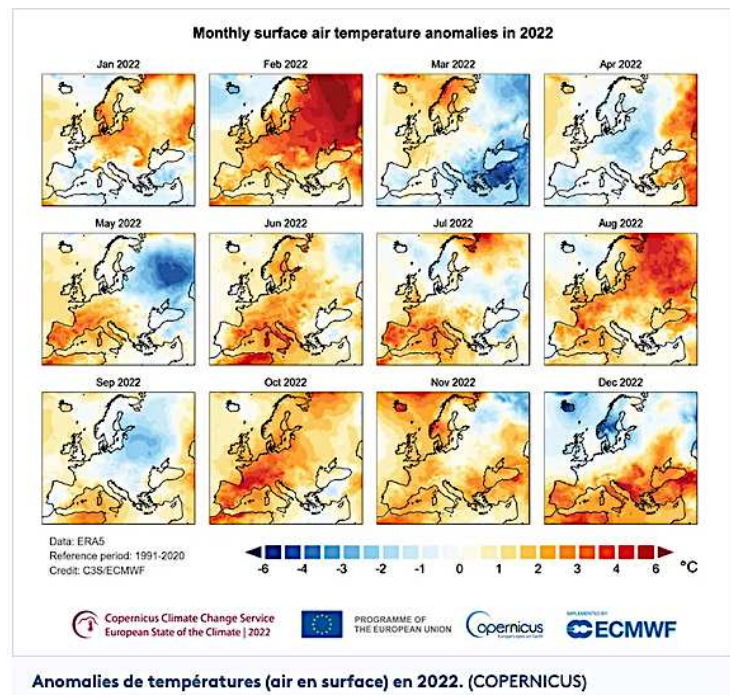 Monthly surface air temperature anomalies in 2022
Jan 2022
Feb 2022
Mar 2022
Apr 2022
May 2022
Jun 2022
Jul 2022
Aug 2022
Sep 2022
Oct 2022
Nov 2022
Dec 2022
Data: ERA5
Reference period: 1991-2020
Credit: C3S/ECMWF
-6 -4 -3 -2 -1 0 1 2 3 4 6 °C
Copernicus Climate Change Service
European State of the Climate | 2022
PROGRAMME OF
THE EUROPEAN UNION
Copernicus
IMPLEMENTED BY
ECMWF
Anomalies de températures (air en surface) en 2022. (COPERNICUS)